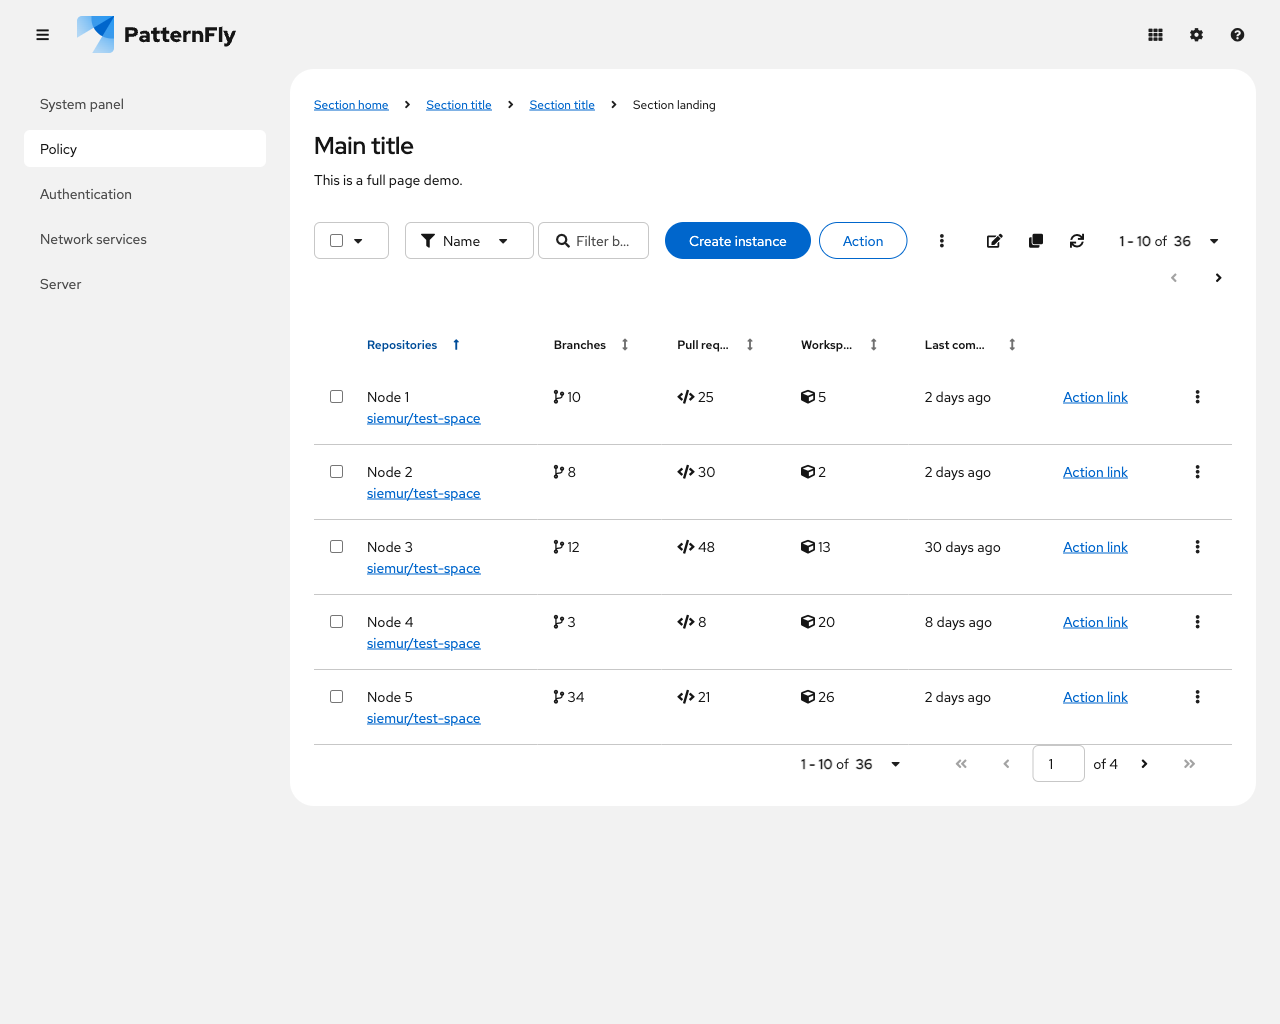 PatternFly
System panel
Policy
Authentication
Network services
Server
Section home
Section title
Section title
Section landing
Main title
This is a full page demo.
Name
Filter b...
Create instance
Action
1 - 10 of 36
Repositories
Branches
Pull req...
Worksp...
Last com...
Node 1
siemur/test-space
10
25
5
2 days ago
Action link
Node 2
siemur/test-space
8
30
2
2 days ago
Action link
Node 3
siemur/test-space
12
48
13
30 days ago
Action link
Node 4
siemur/test-space
3
8
20
8 days ago
Action link
Node 5
siemur/test-space
34
21
26
2 days ago
Action link
1 - 10 of 36
1
of 4